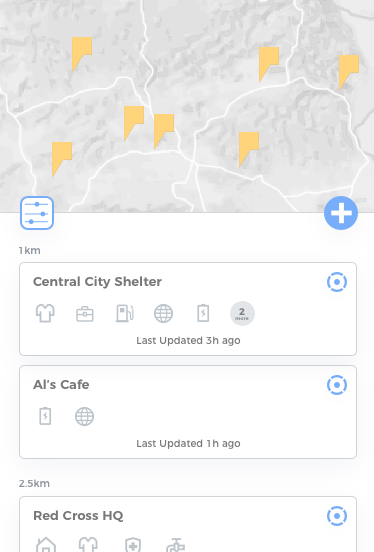 1km
Central City Shelter
2
more
Last Updated 3h ago
Al's Cafe
Last Updated 1h ago
2.5km
Red Cross HQ